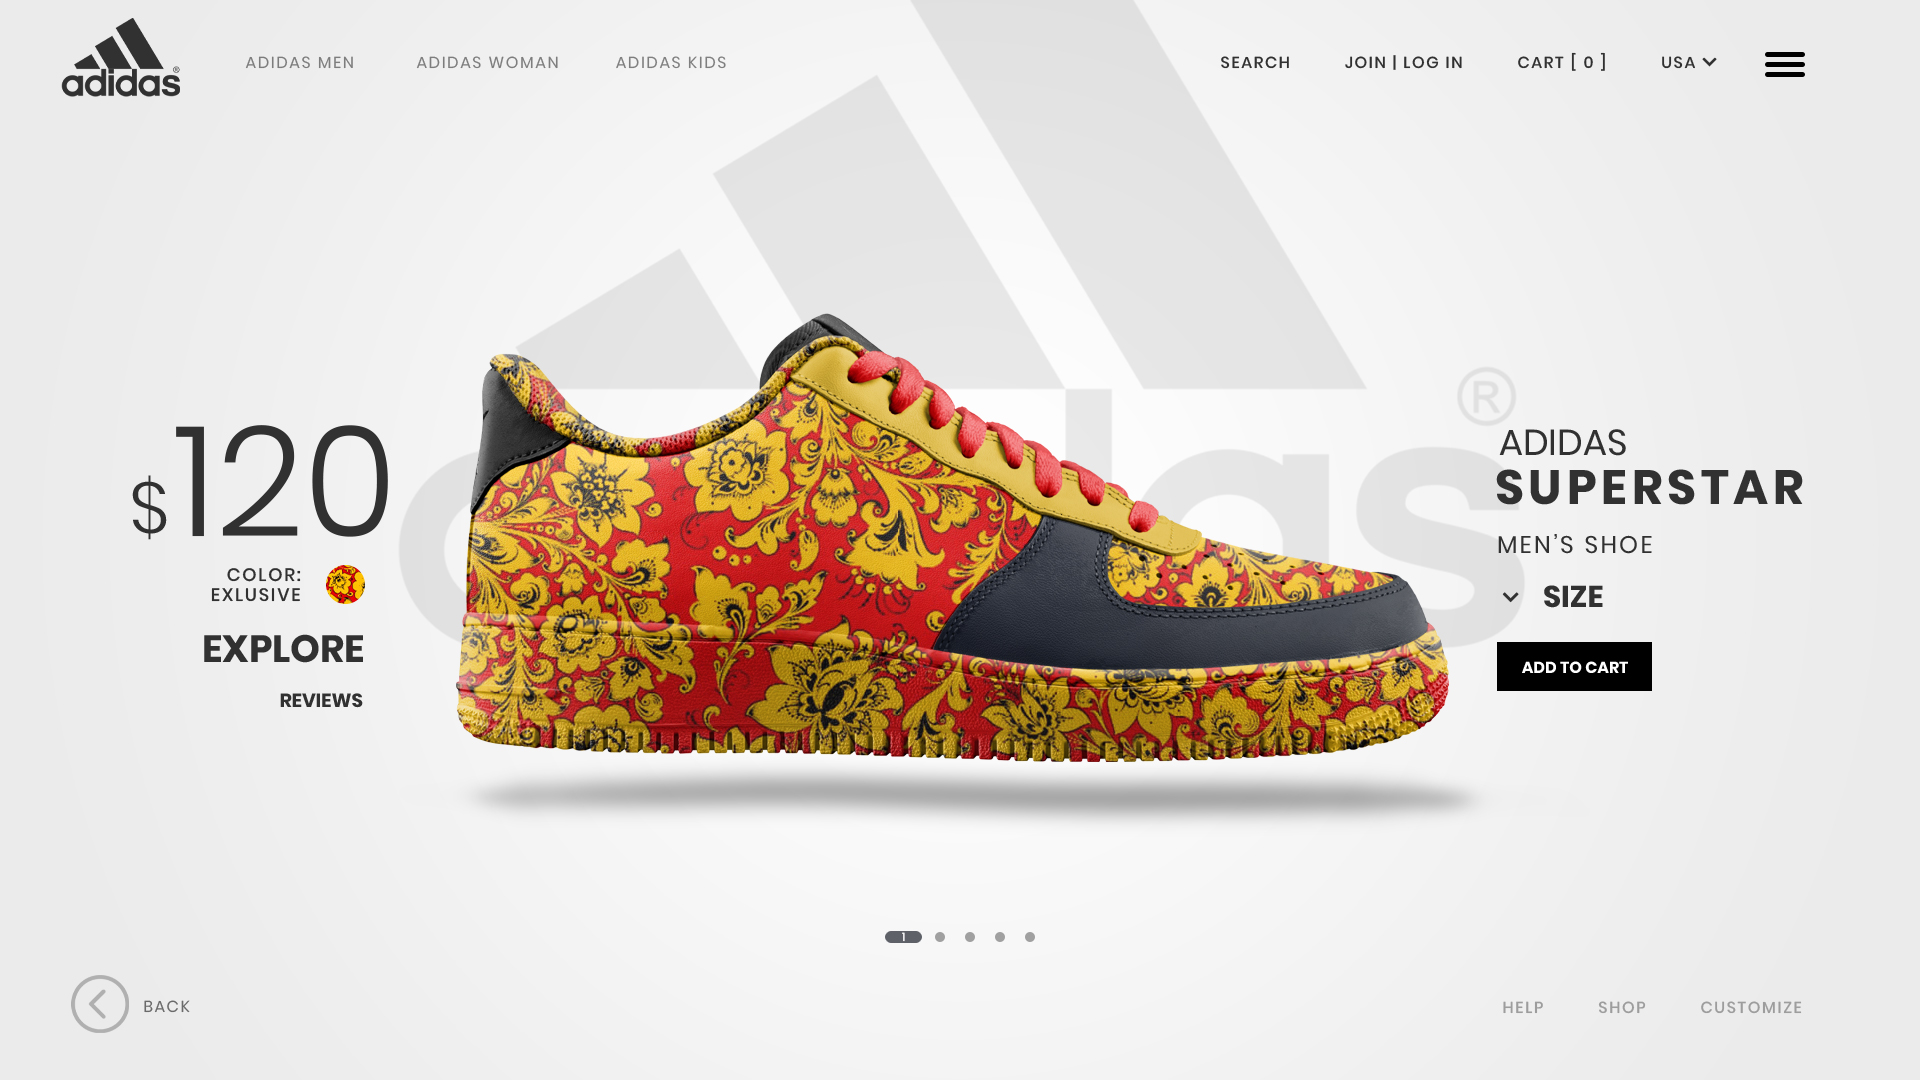 adidas®
ADIDAS MEN
ADIDAS WOMAN
ADIDAS KIDS
SEARCH
JOIN | LOG IN
CART [ 0 ]
USA
adidas
®
$120
COLOR:
EXLUSIVE
EXPLORE
REVIEWS
ADIDAS
SUPERSTAR
MEN'S SHOE
SIZE
ADD TO CART
1
BACK
HELP
SHOP
CUSTOMIZE